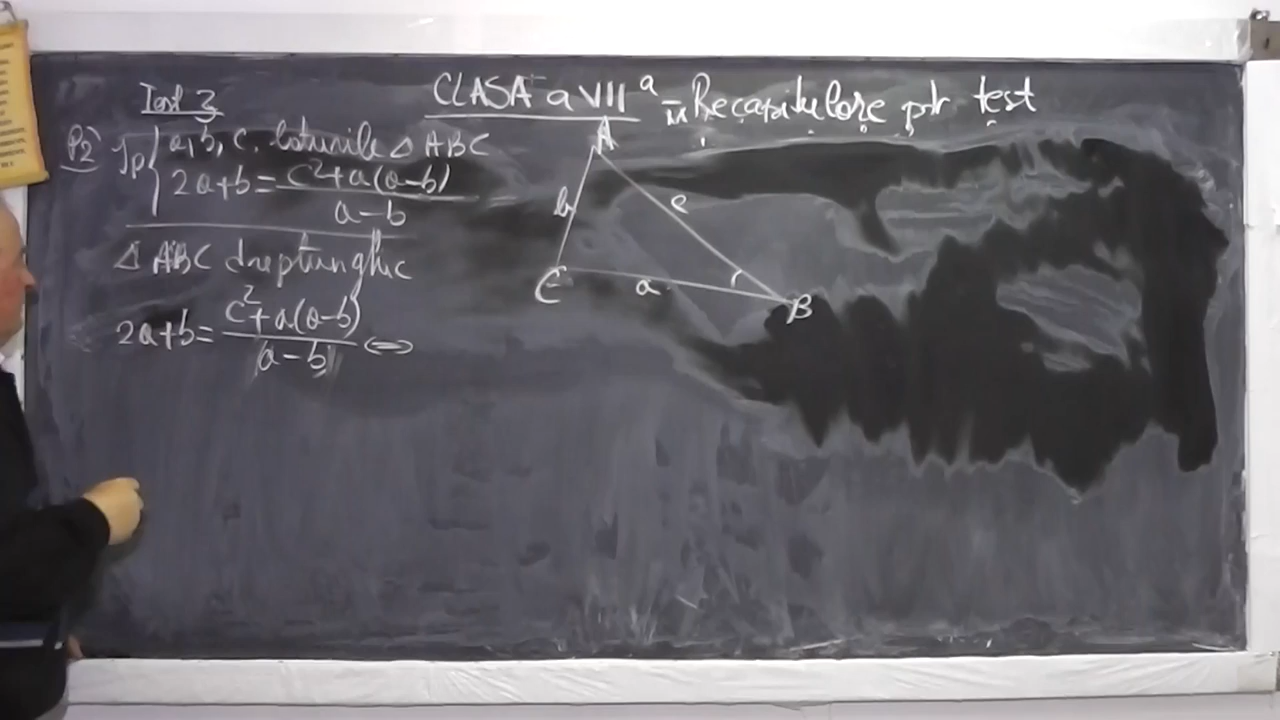 Test 3
CLASA a VII a - Recapitulare ptr test
P2) Ip { a, b, c. laturile △ ABC
2a+b = c²+a(a-b) / a-b
△ ABC dreptunghic
2a+b = c²+a(a-b) / a-b ⇔
A
b
c
C
a
B